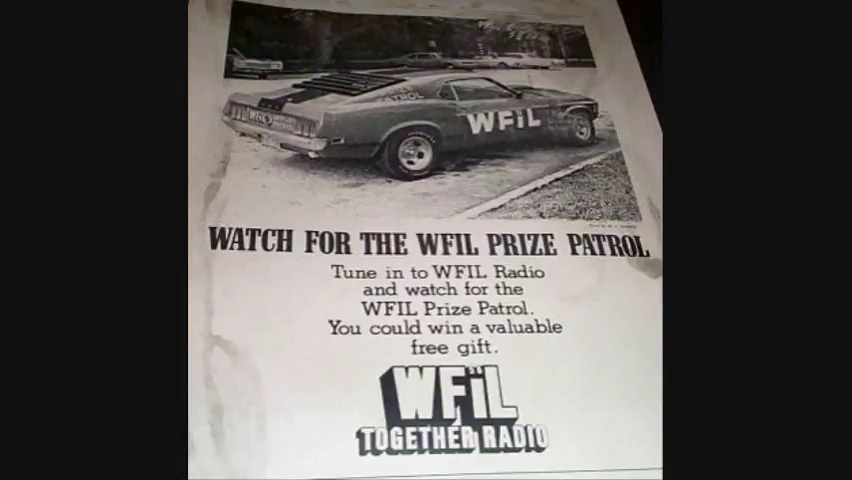 PATROL
WFiL
WFIL
WATCH FOR THE WFIL PRIZE PATROL
Tune in to WFIL Radio
and watch for the
WFIL Prize Patrol.
You could win a valuable
free gift.
WFiL
TOGETHER RADIO